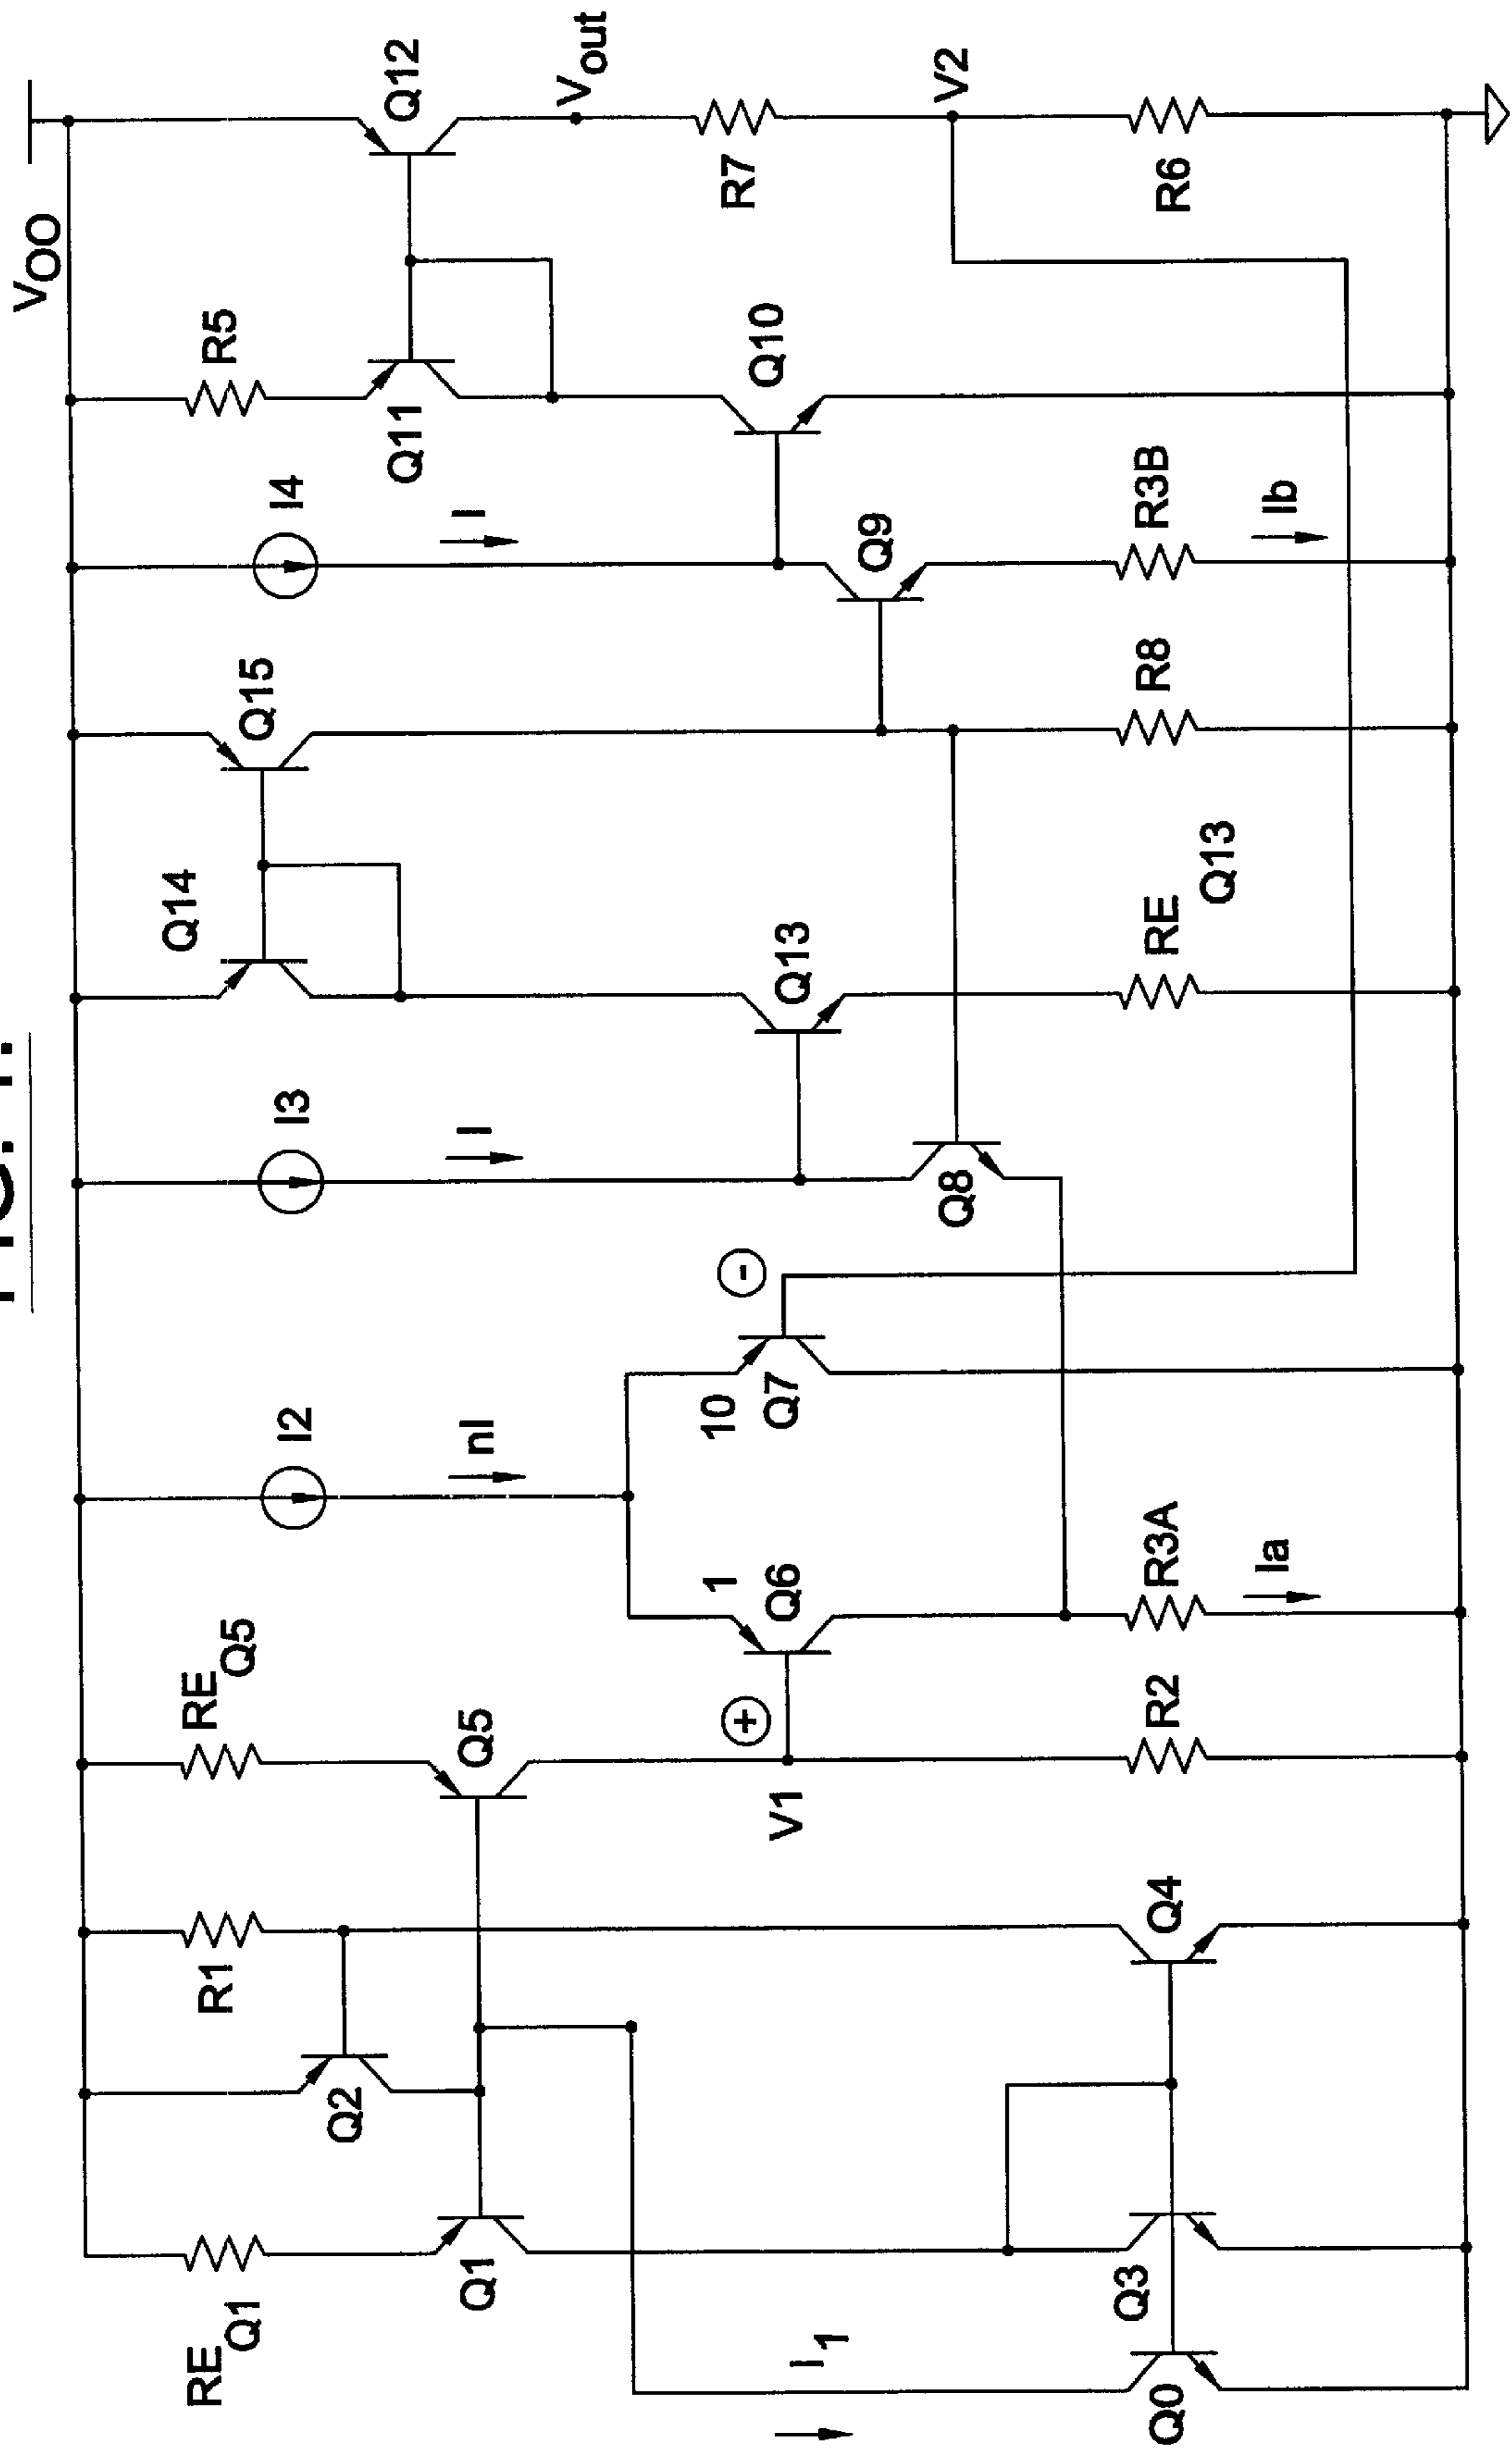 V_OO
RE Q1
Q1
Q2
R1
RE Q5
Q5
I2
nI
I3
I
Q14
Q15
I4
I
R5
Q11
Q12
V_out
I_1
V1
+
1
Q6
10
Q7
-
Q8
Q13
Q9
Q10
R7
V2
Q0
Q3
Q4
R2
R3A
Ia
RE Q13
R8
R3B
Ib
R6